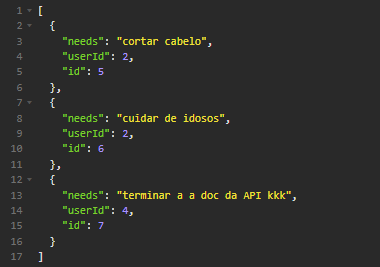 1 [
2 {
3 "needs": "cortar cabelo",
4 "userId": 2,
5 "id": 5
6 },
7 {
8 "needs": "cuidar de idosos",
9 "userId": 2,
10 "id": 6
11 },
12 {
13 "needs": "terminar a a doc da API kkk",
14 "userId": 4,
15 "id": 7
16 }
17 ]